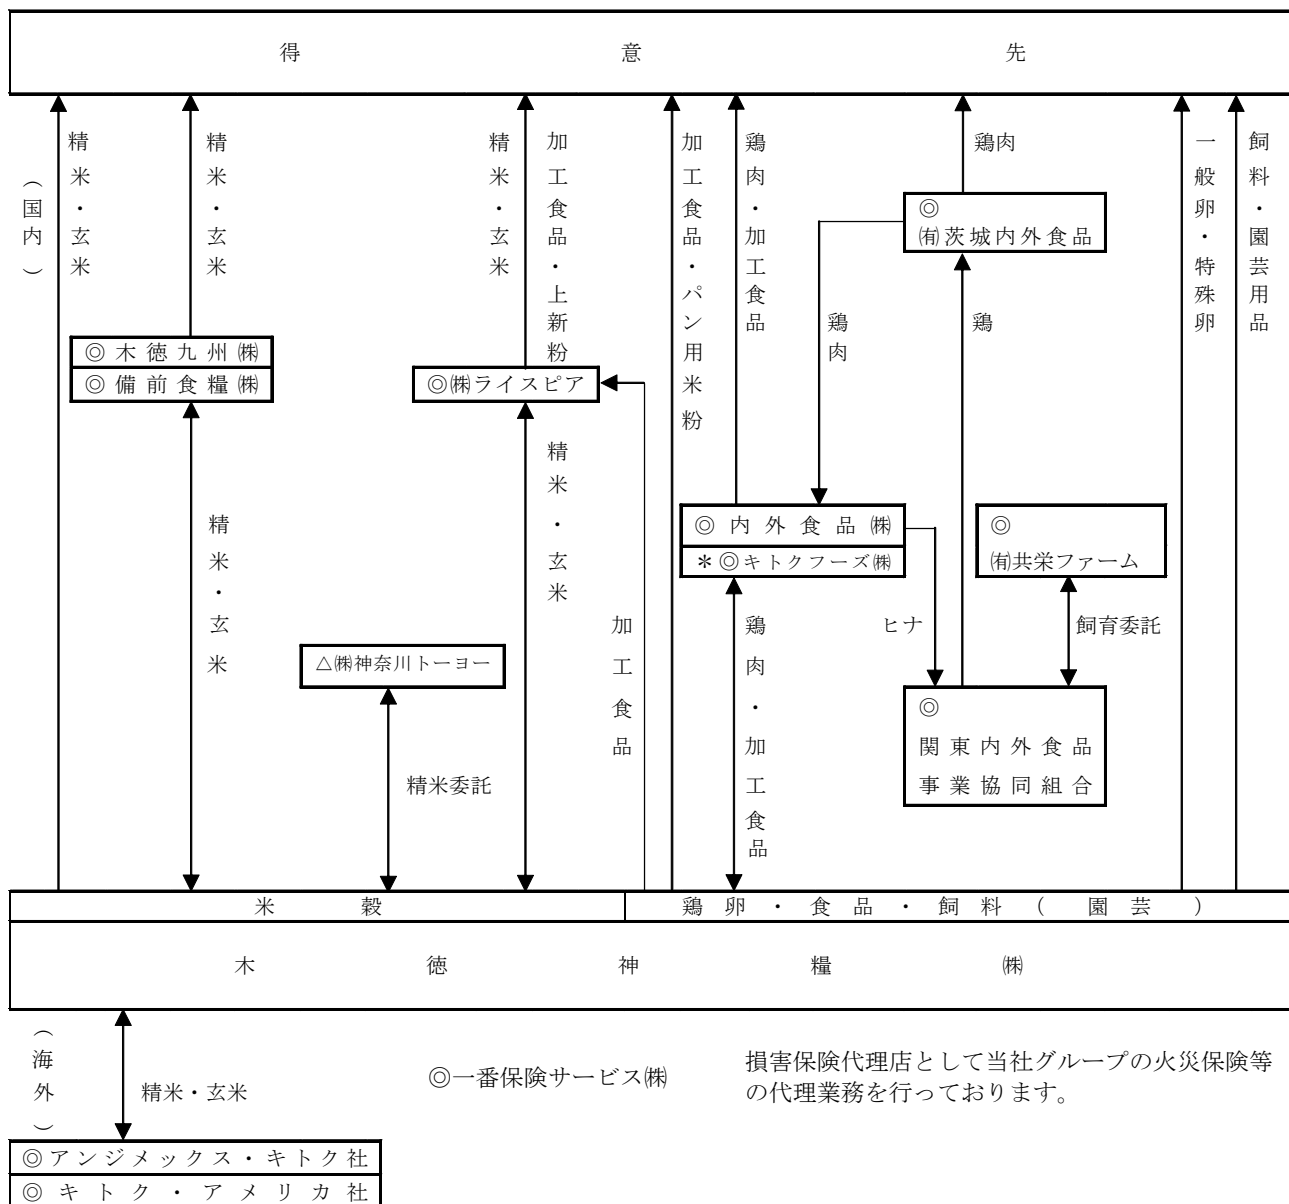 得意先
(国内)
精米・玄米
精米・玄米
精米・玄米
加工食品・上新粉
加工食品・パン用米粉
鶏肉・加工食品
鶏肉
一般卵・特殊卵
飼料・園芸用品
◎
㈲茨城内外食品
鶏肉
鶏
◎木徳九州㈱
◎備前食糧㈱
◎㈱ライスピア
精米・玄米
精米・玄米
加工食品
◎内外食品㈱
*◎キトクフーズ㈱
◎
㈲共栄ファーム
ヒナ
飼育委託
鶏肉・加工食品
△㈱神奈川トーヨー
精米委託
◎
関東内外食品
事業協同組合
米穀
鶏卵・食品・飼料(園芸)
木徳神糧㈱
(海外)
精米・玄米
◎一番保険サービス㈱
損害保険代理店として当社グループの火災保険等
の代理業務を行っております。
◎アンジメックス・キトク社
◎キトク・アメリカ社